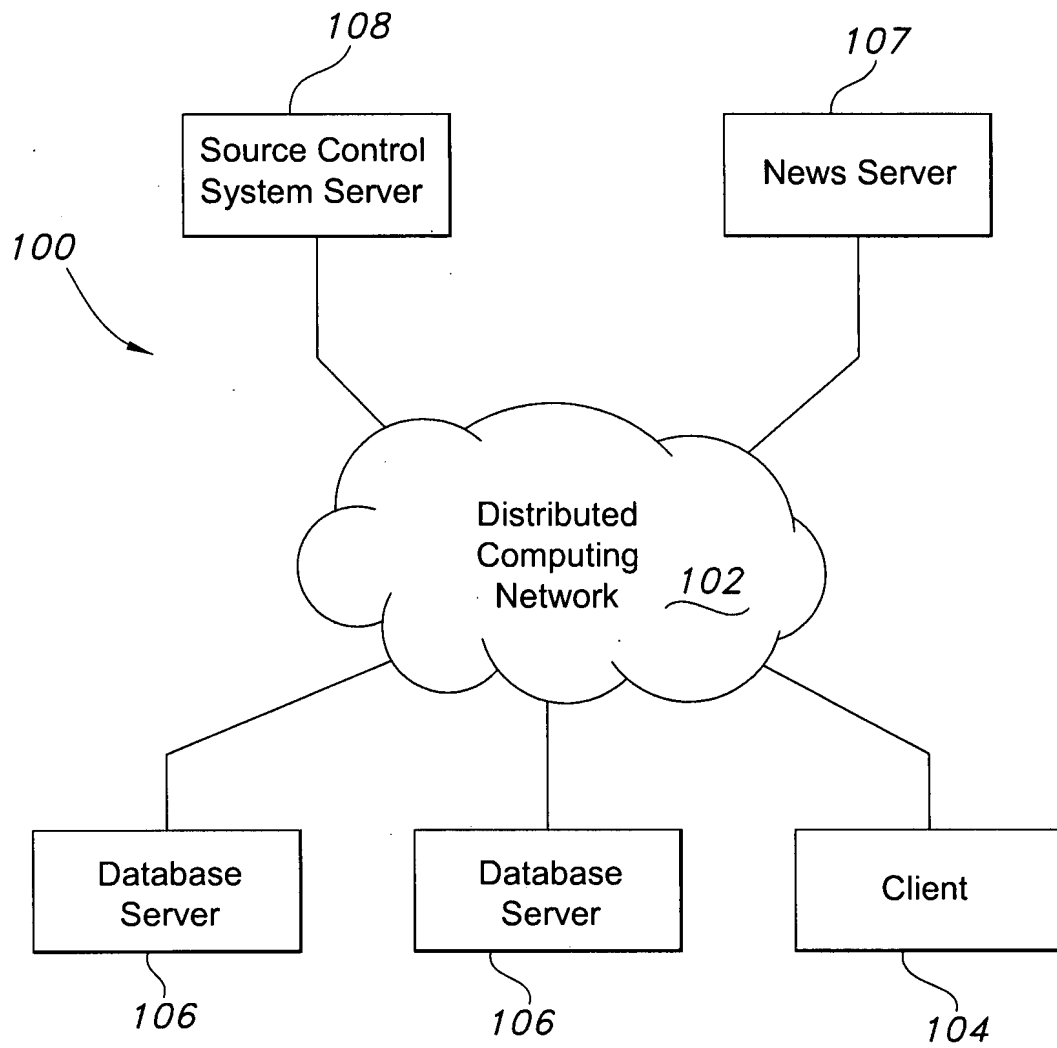 108
107
Source Control
System Server
News Server
100
Distributed
Computing
Network
102
Database
Server
Database
Server
Client
106
106
104